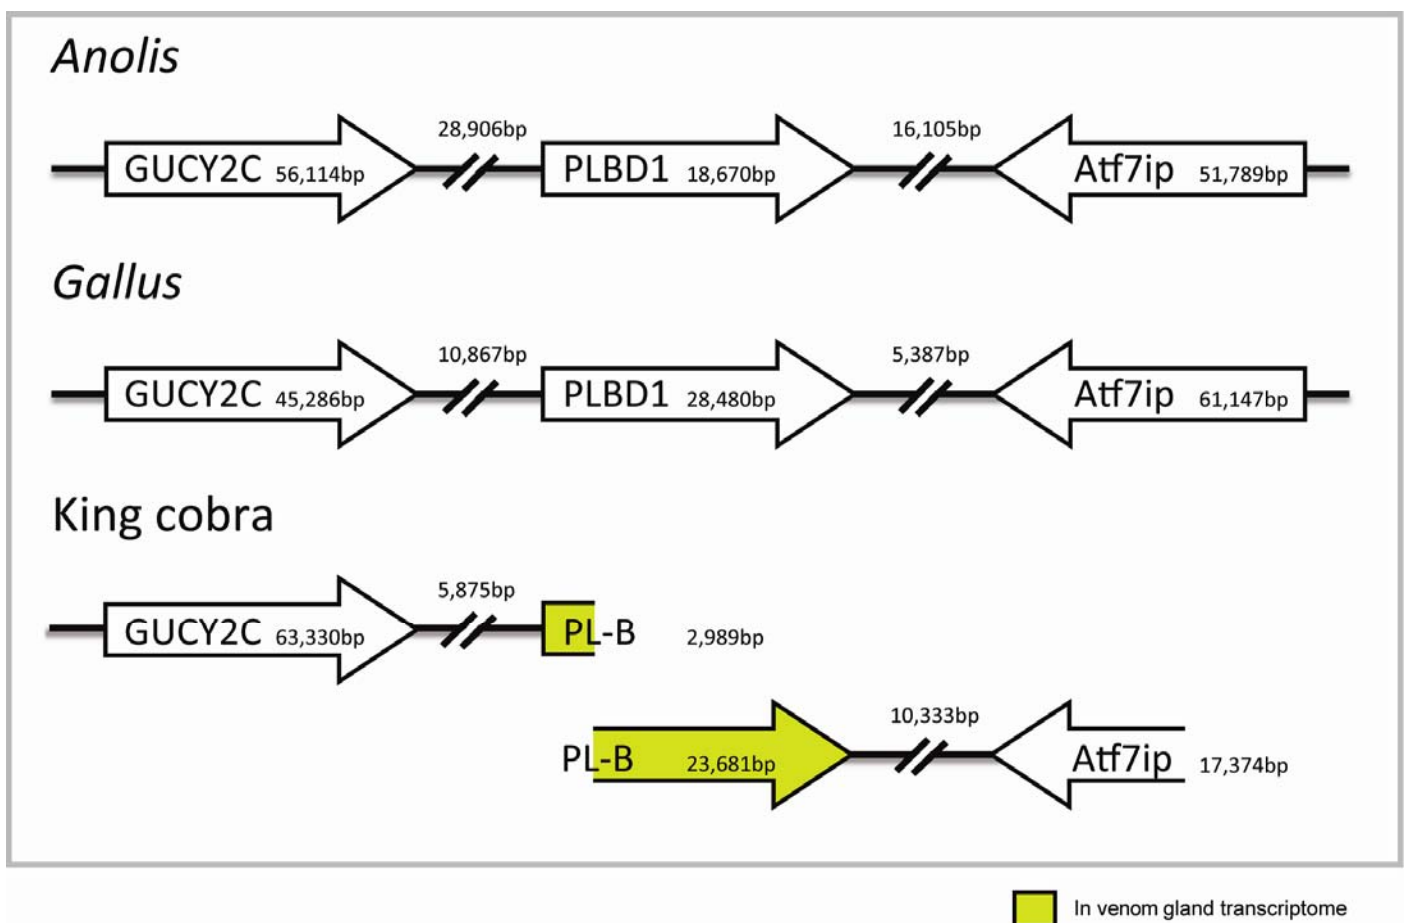 Anolis
28,906bp 16,105bp
GUCY2C 56,114bp PLBD1 18,670bp Atf7ip 51,789bp
Gallus
10,867bp 5,387bp
GUCY2C 45,286bp PLBD1 28,480bp Atf7ip 61,147bp
King cobra
5,875bp
GUCY2C 63,330bp PL-B 2,989bp
10,333bp
PL-B 23,681bp Atf7ip 17,374bp
In venom gland transcriptome